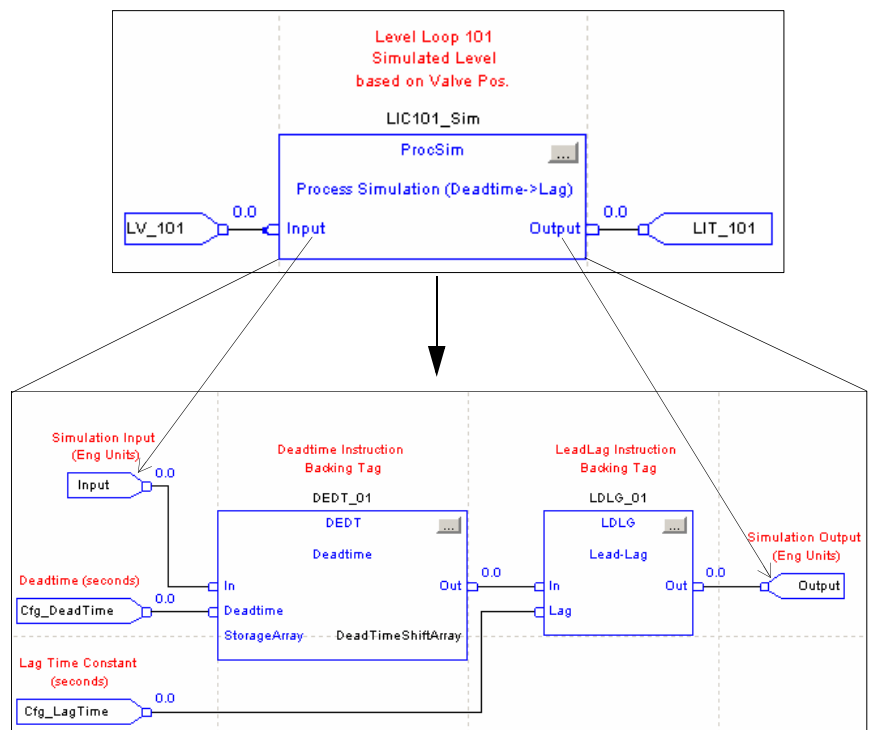 Level Loop 101
Simulated Level
based on Valve Pos.
LIC101_Sim
ProcSim
...
Process Simulation (Deadtime->Lag)
LV_101
0.0
Input
Output
0.0
LIT_101
Simulation Input
(Eng Units)
0.0
Input
Deadtime Instruction
Backing Tag
DEDT_01
DEDT
...
Deadtime
In
Out
0.0
Deadtime
StorageArray
DeadTimeShiftArray
LeadLag Instruction
Backing Tag
LDLG_01
LDLG
...
Lead-Lag
In
Out
0.0
Lag
Simulation Output
(Eng Units)
Output
Deadtime (seconds)
0.0
Cfg_DeadTime
Lag Time Constant
(seconds)
0.0
Cfg_LagTime